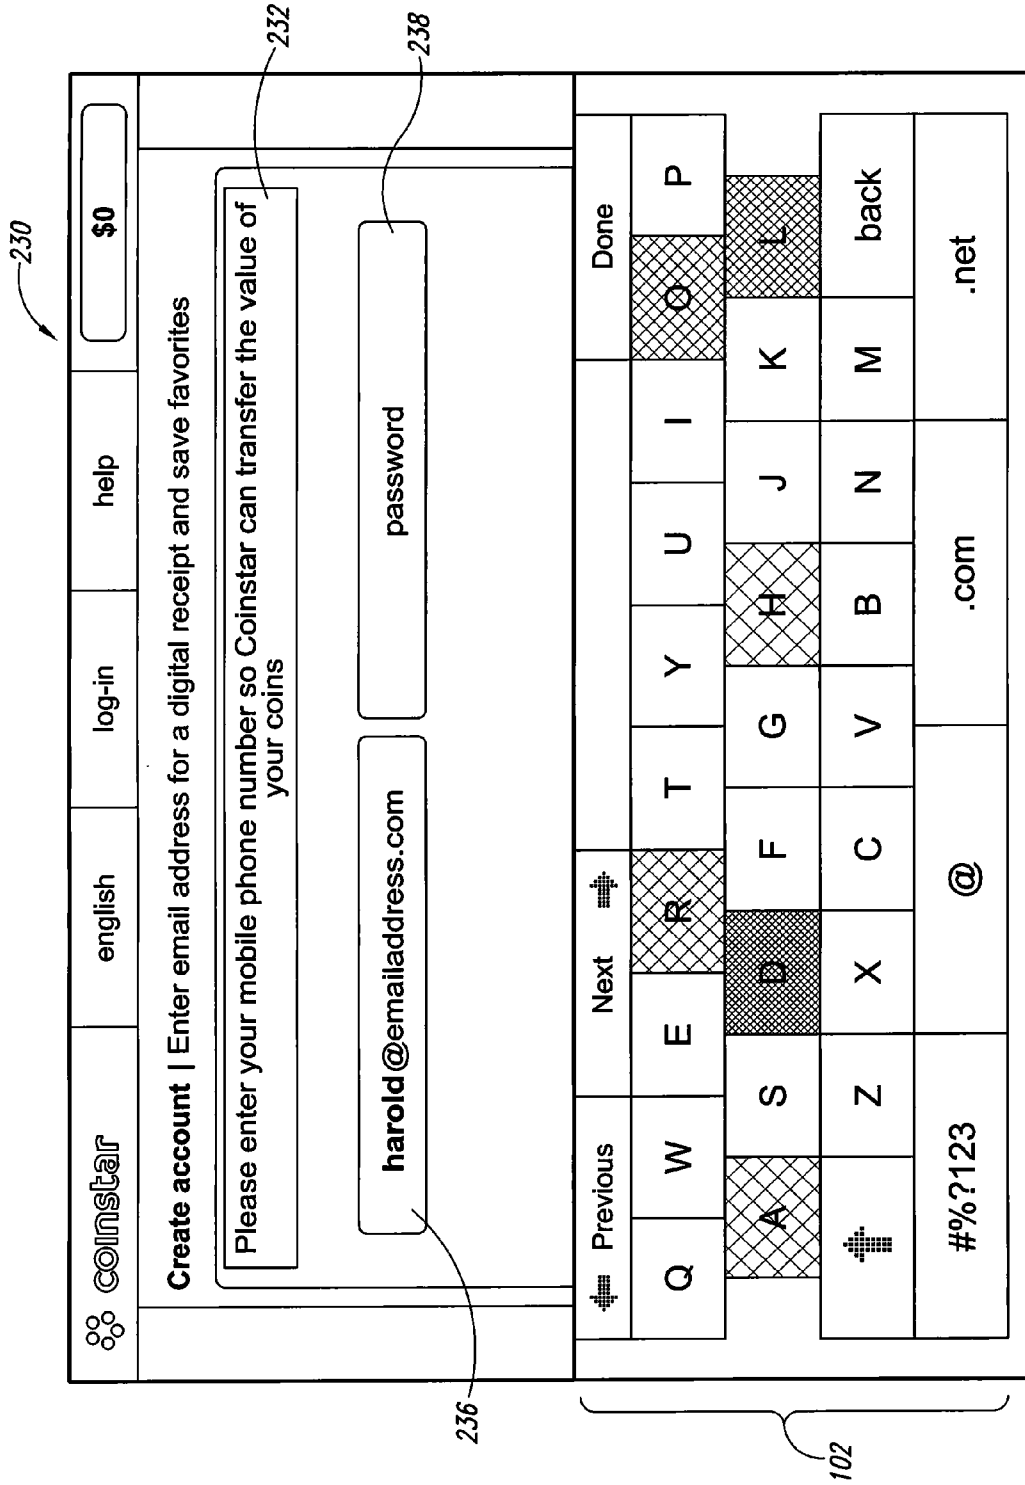 230
coinstar
english
log-in
help
$0
Create account | Enter email address for a digital receipt and save favorites
Please enter your mobile phone number so Coinstar can transfer the value of
your coins
232
harold@emailaddress.com
password
236
238
Previous
Next
Done
Q W E R T Y U I O P
A S D F G H J K L
Z X C V B N M back
#%?123 @ .com .net
102